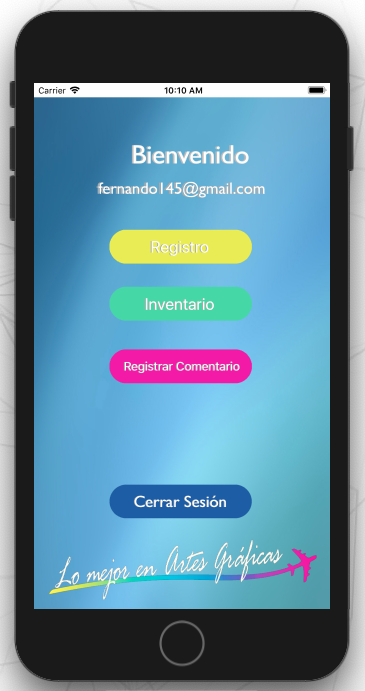 Carrier 10:10 AM
Bienvenido
fernando145@gmail.com
Registro
Inventario
Registrar Comentario
Cerrar Sesión
Lo mejor en Artes Gráficas